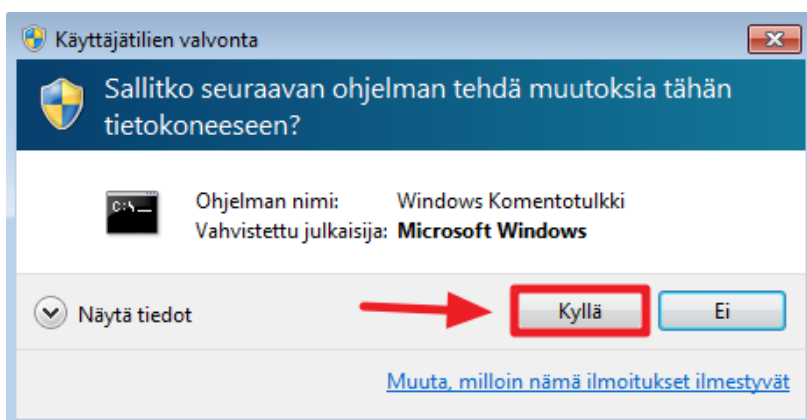 Käyttäjätilien valvonta
Sallitko seuraavan ohjelman tehdä muutoksia tähän
tietokoneeseen?
C:\
Ohjelman nimi: Windows Komentotulkki
Vahvistettu julkaisija: Microsoft Windows
Näytä tiedot
Kyllä
Ei
Muuta, milloin nämä ilmoitukset ilmestyvät